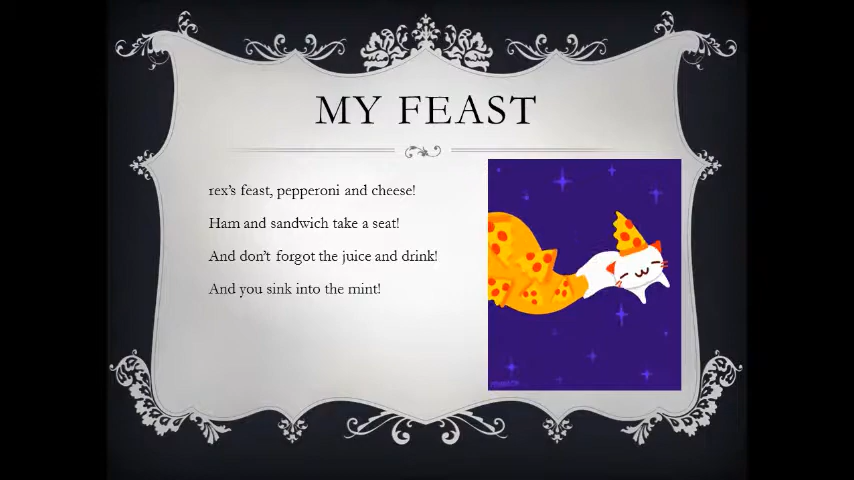 MY FEAST
rex's feast, pepperoni and cheese!
Ham and sandwich take a seat!
And don't forgot the juice and drink!
And you sink into the mint!